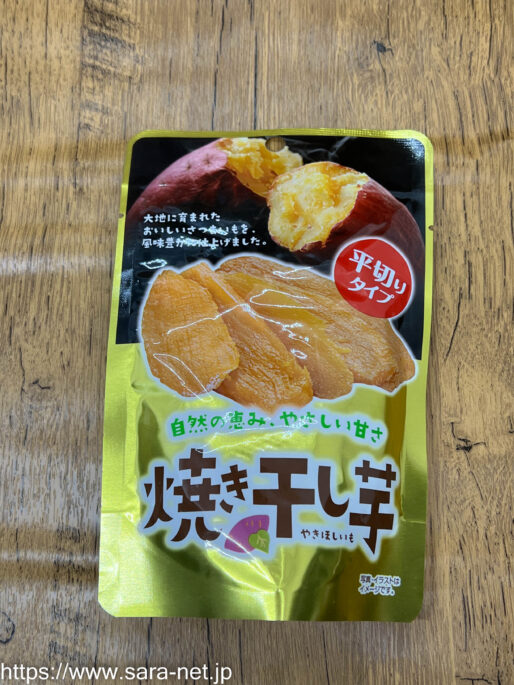 大地に育まれた
おいしいさつまいもを、
風味豊かに仕上げました。
平切り
タイプ
自然の恵み、やさしい甘さ
焼き干し芋
やきほしいも
写真・イラストは
イメージです。
https://www.sara-net.jp